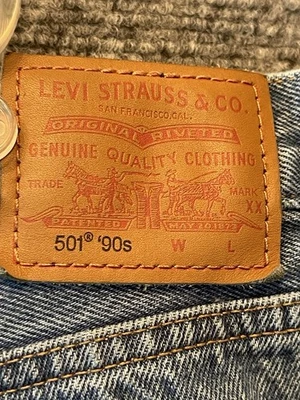 LEVI STRAUSS & CO.
SAN FRANCISCO, CAL.
ORIGINAL RIVETED
GENUINE QUALITY CLOTHING
TRADE MARK
XX
PATENTED MAY 20 1873
501® '90s W L